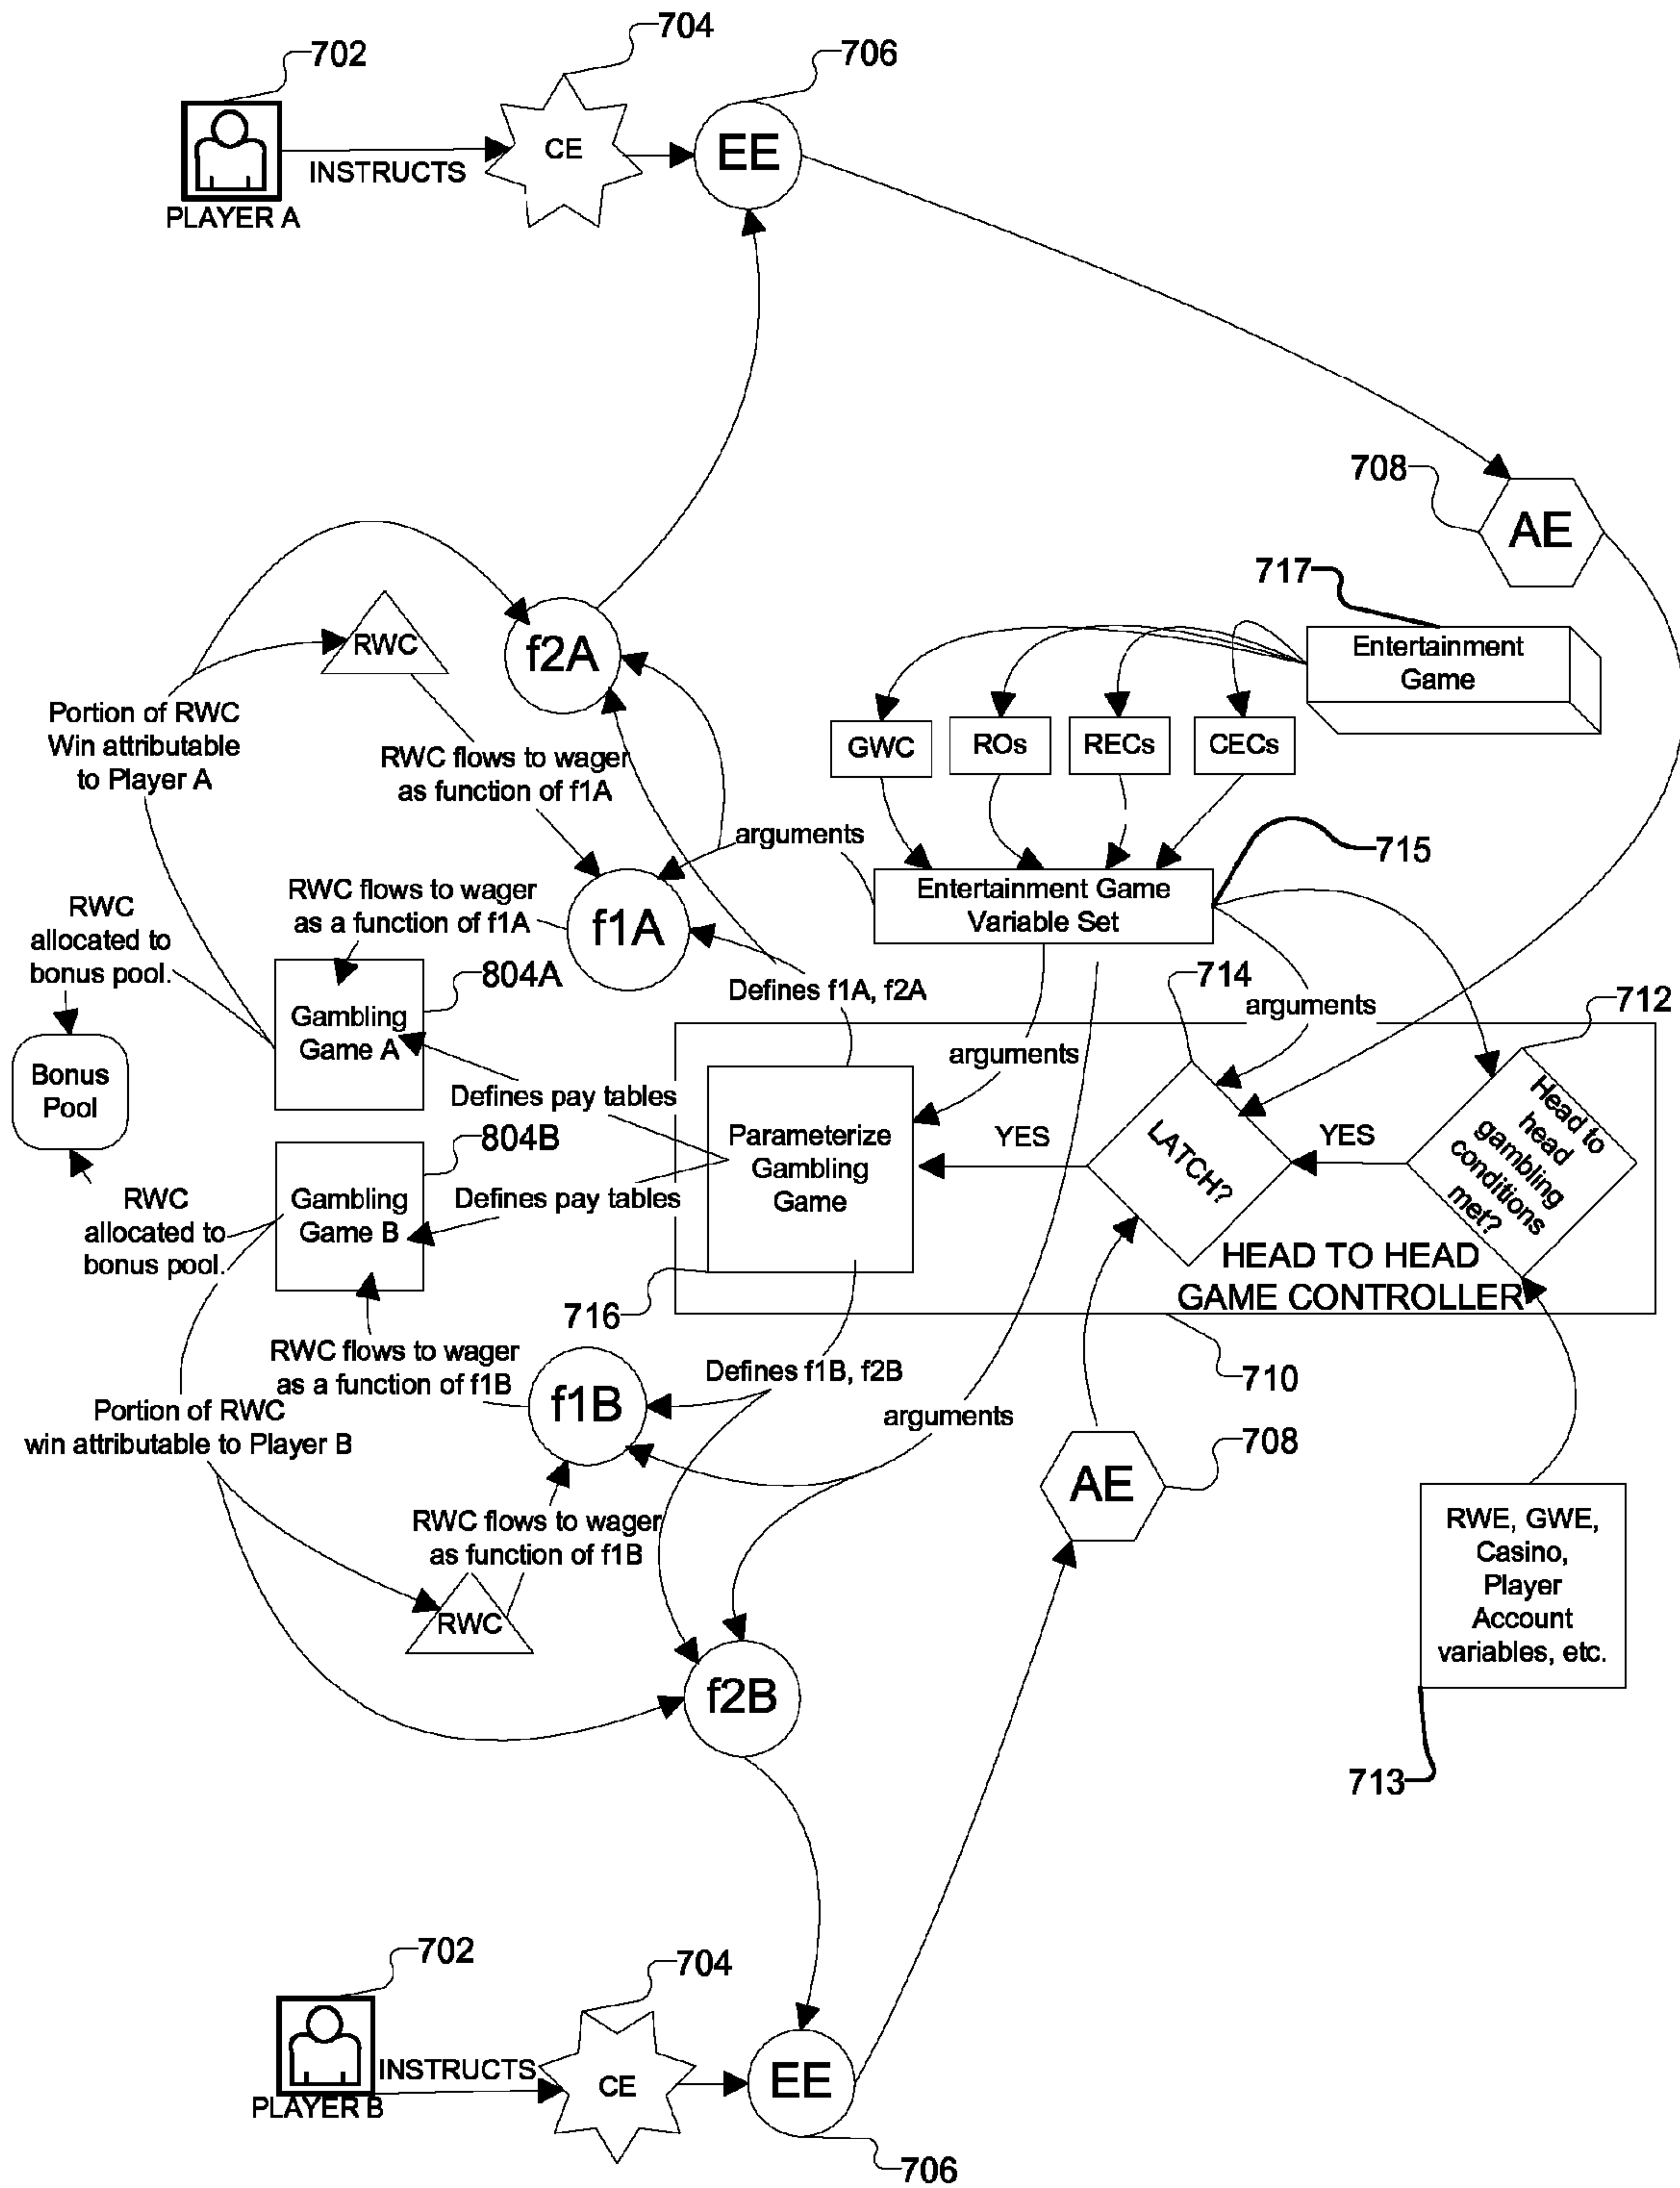 702
704
706
CE
EE
INSTRUCTS
PLAYER A
708
AE
717
Entertainment
Game
RWC
f2A
Portion of RWC
Win attributable
to Player A
GWC
ROs
RECs
CECs
RWC flows to wager
as function of f1A
arguments
715
Entertainment Game
Variable Set
RWC flows to wager
as a function of f1A
f1A
RWC
allocated to
bonus pool.
804A
Defines f1A, f2A
714
arguments
712
Gambling
Game A
Bonus
Pool
arguments
Defines pay tables
Head to
head
gambling
conditions
met?
804B
Parameterize
Gambling
Game
YES
LATCH?
YES
RWC
allocated to
bonus pool.
Gambling
Game B
Defines pay tables
HEAD TO HEAD
GAME CONTROLLER
716
RWC flows to wager
as a function of f1B
Defines f1B, f2B
710
f1B
Portion of RWC
win attributable to Player B
arguments
708
AE
RWC flows to wager
as function of f1B
RWE, GWE,
Casino,
Player
Account
variables, etc.
RWC
f2B
713
702
704
INSTRUCTS
CE
EE
PLAYER B
706